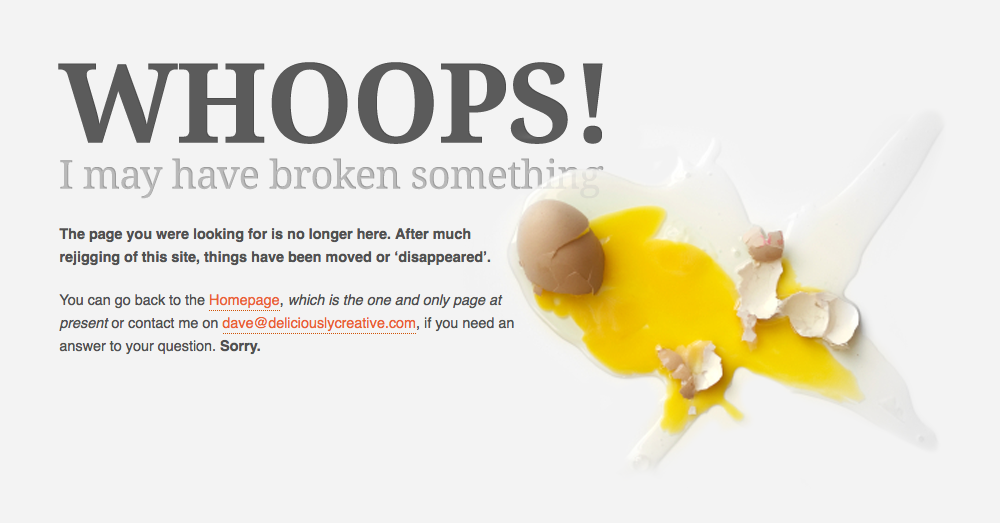 WHOOPS!
I may have broken something
The page you were looking for is no longer here. After much
rejigging of this site, things have been moved or ‘disappeared’.
You can go back to the Homepage, which is the one and only page at
present or contact me on dave@deliciouslycreative.com, if you need an
answer to your question. Sorry.